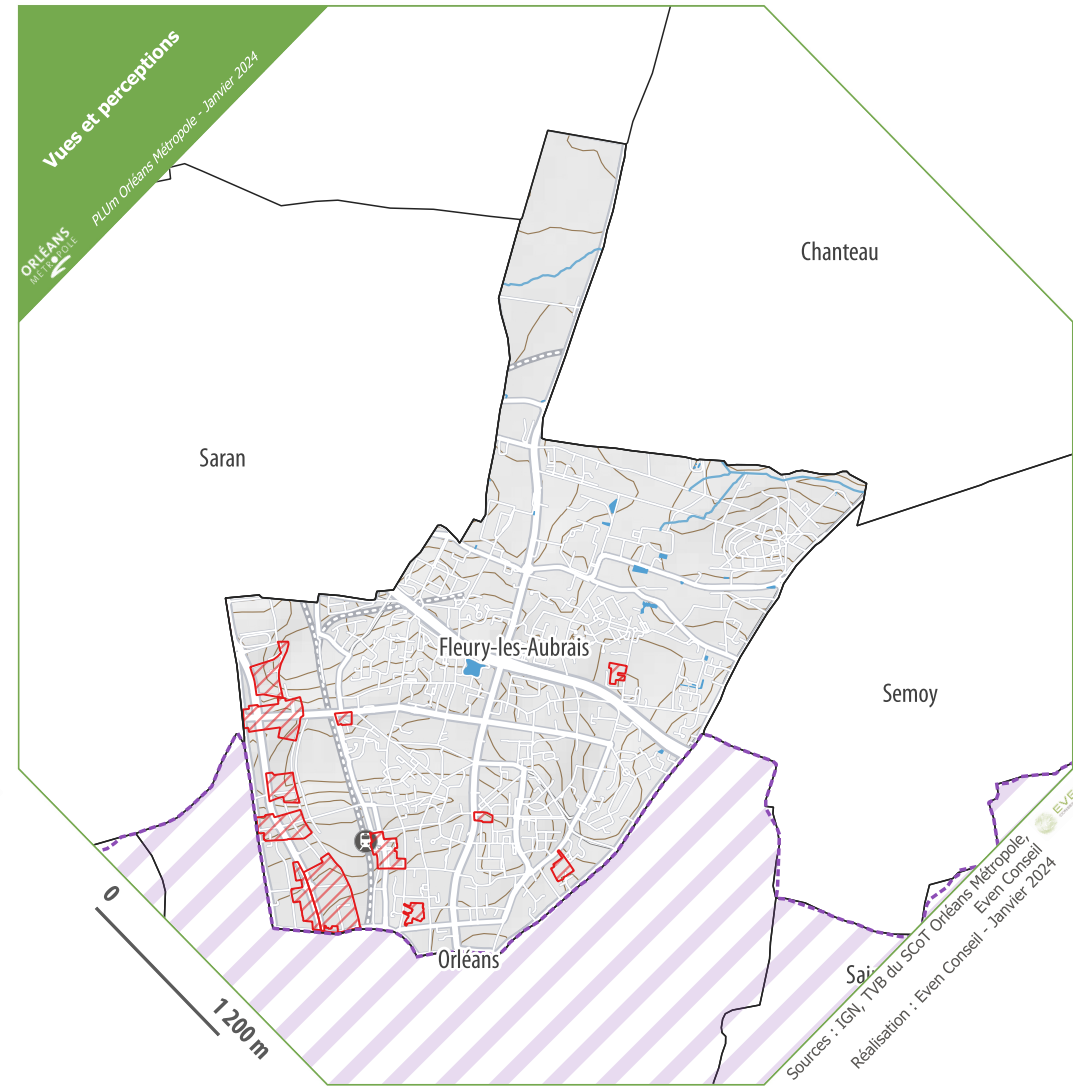 Vues et perceptions
PLUm Orléans Métropole - Janvier 2024
ORLÉANS
MÉTROPOLE
Chanteau
Saran
Fleury-les-Aubrais
Semoy
Orléans
0
1 200 m
Sources : IGN, TVB du SCoT Orléans Métropole,
Even Conseil
Réalisation : Even Conseil - Janvier 2024